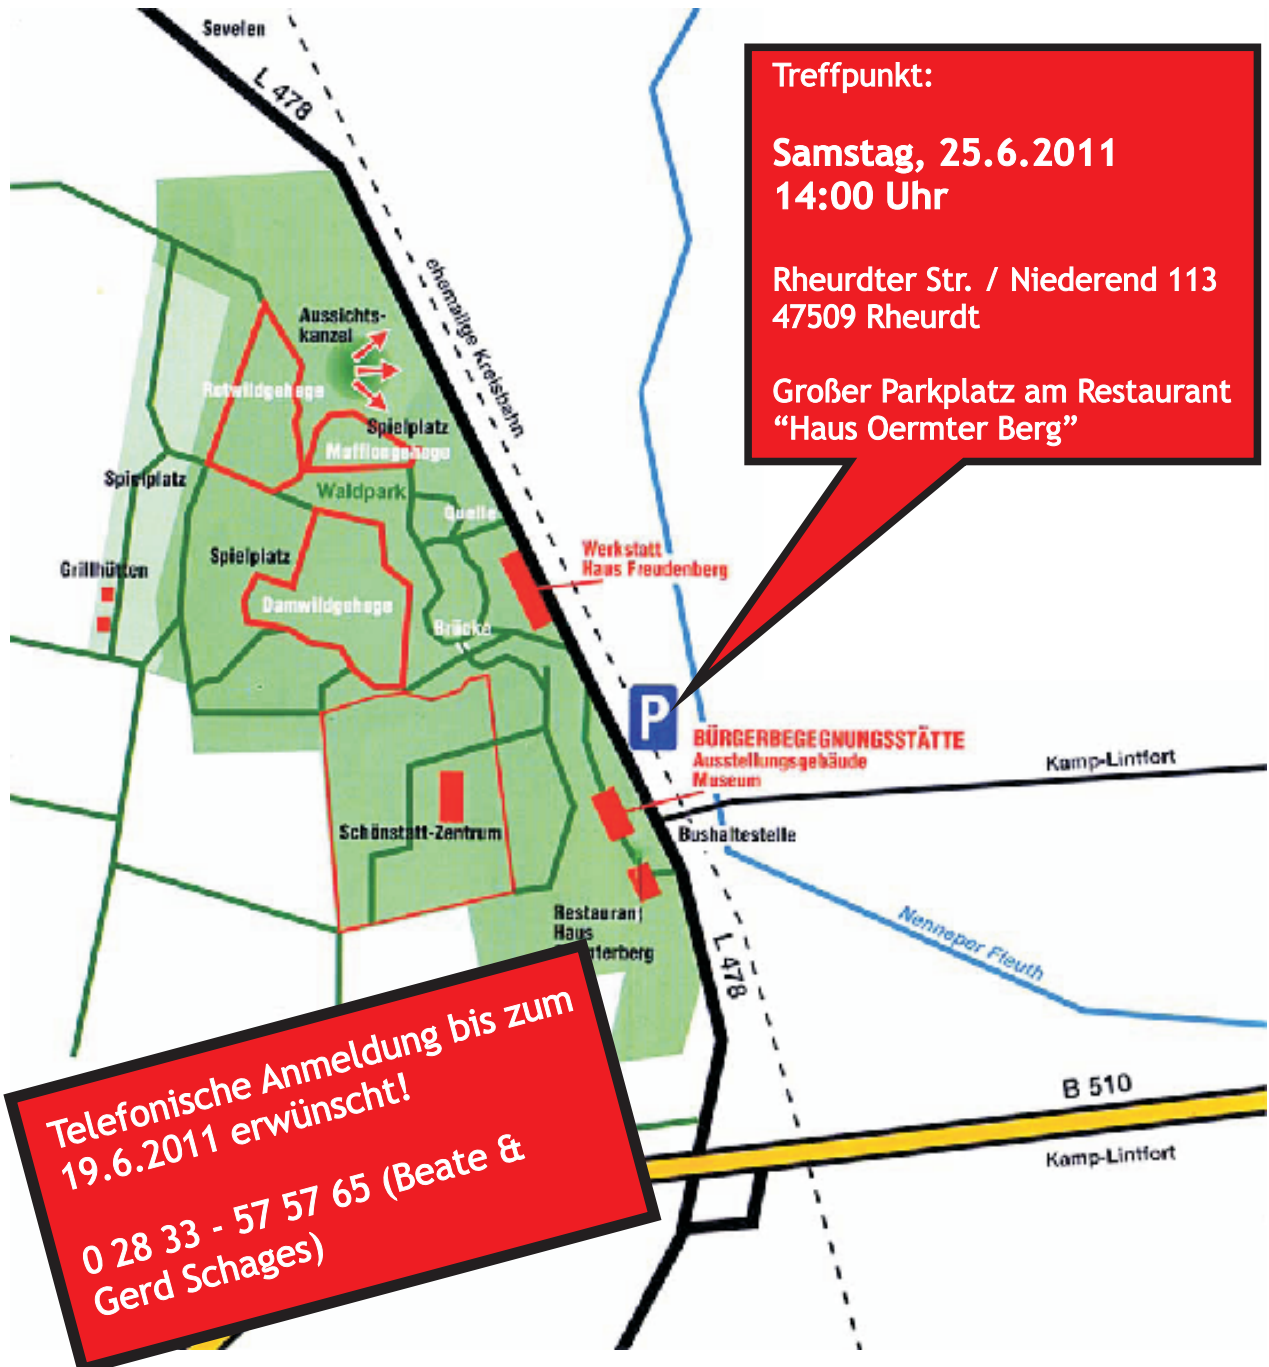 Sevelen
L 478
Treffpunkt:
Samstag, 25.6.2011
14:00 Uhr
Rheurdter Str. / Niederend 113
47509 Rheurdt
Großer Parkplatz am Restaurant
“Haus Oermter Berg”
ehemalige Kreisbahn
Aussichts-
kanzel
Rotwildgehege
Spielplatz
Mufflongehege
Spielplatz
Waldpark
Quelle
Spielplatz
Grillhütten
Damwildgehege
Werkstatt
Haus Freudenberg
Brücke
P
BÜRGERBEGEGNUNGSSTÄTTE
Ausstellungsgebäude
Museum
Kamp-Lintfort
Bushaltestelle
Schönstatt-Zentrum
Restaurant
Haus
terberg
Nenneper Fleuth
L 478
Telefonische Anmeldung bis zum
19.6.2011 erwünscht!
0 28 33 - 57 57 65 (Beate &
Gerd Schages)
B 510
Kamp-Lintfort